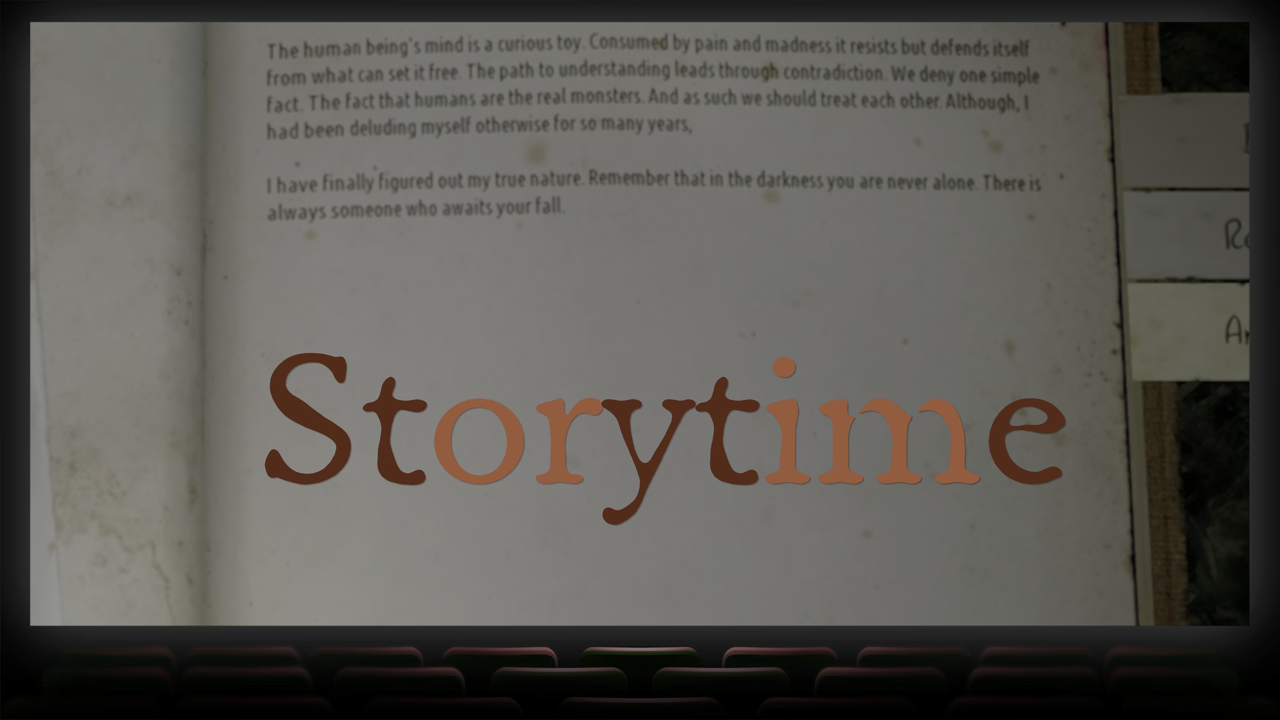 The human being's mind is a curious toy. Consumed by pain and madness it resists but defends itself
from what can set it free. The path to understanding leads through contradiction. We deny one simple
fact. The fact that humans are the real monsters. And as such we should treat each other. Although, I
had been deluding myself otherwise for so many years,
I have finally figured out my true nature. Remember that in the darkness you are never alone. There is
always someone who awaits your fall.
Storytime